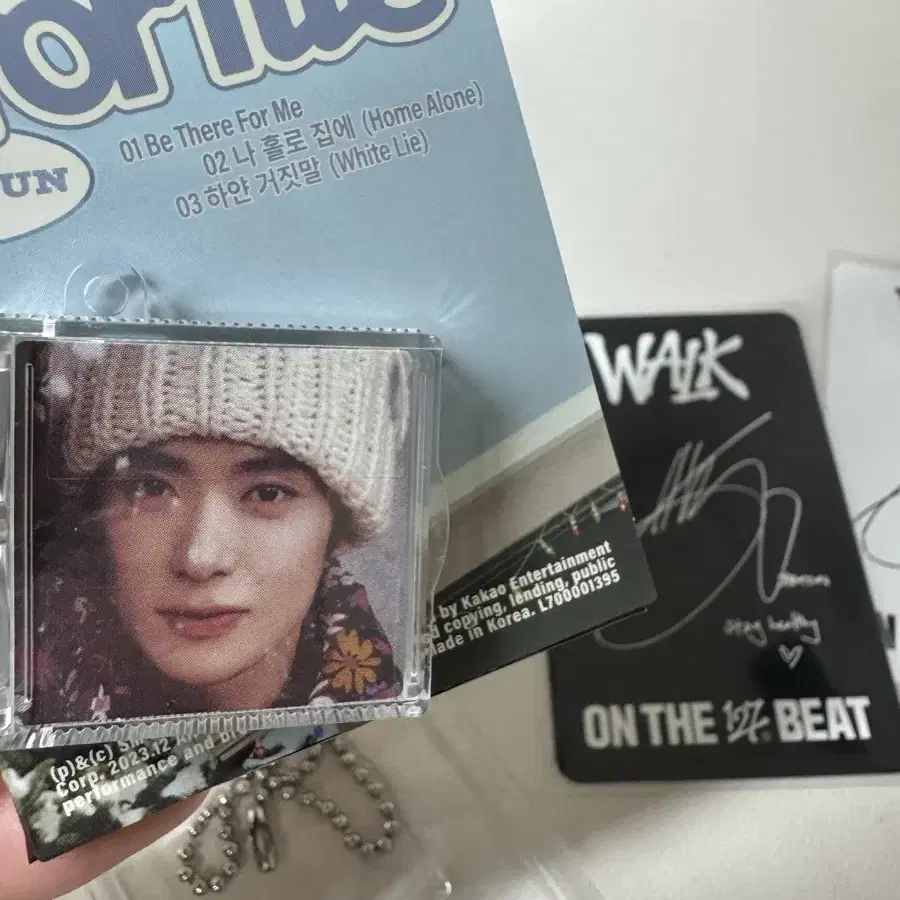 01 Be There For Me
02 나 홀로 집에 (Home Alone)
03 하얀 거짓말 (White Lie)
UN
by Kakao Entertainment
copying, lending, public
Made in Korea. L700001395
(p)&(c) SM
Corp. 2023.12.
performance and b
WALK
stay healthy
ON THE 127. BEAT